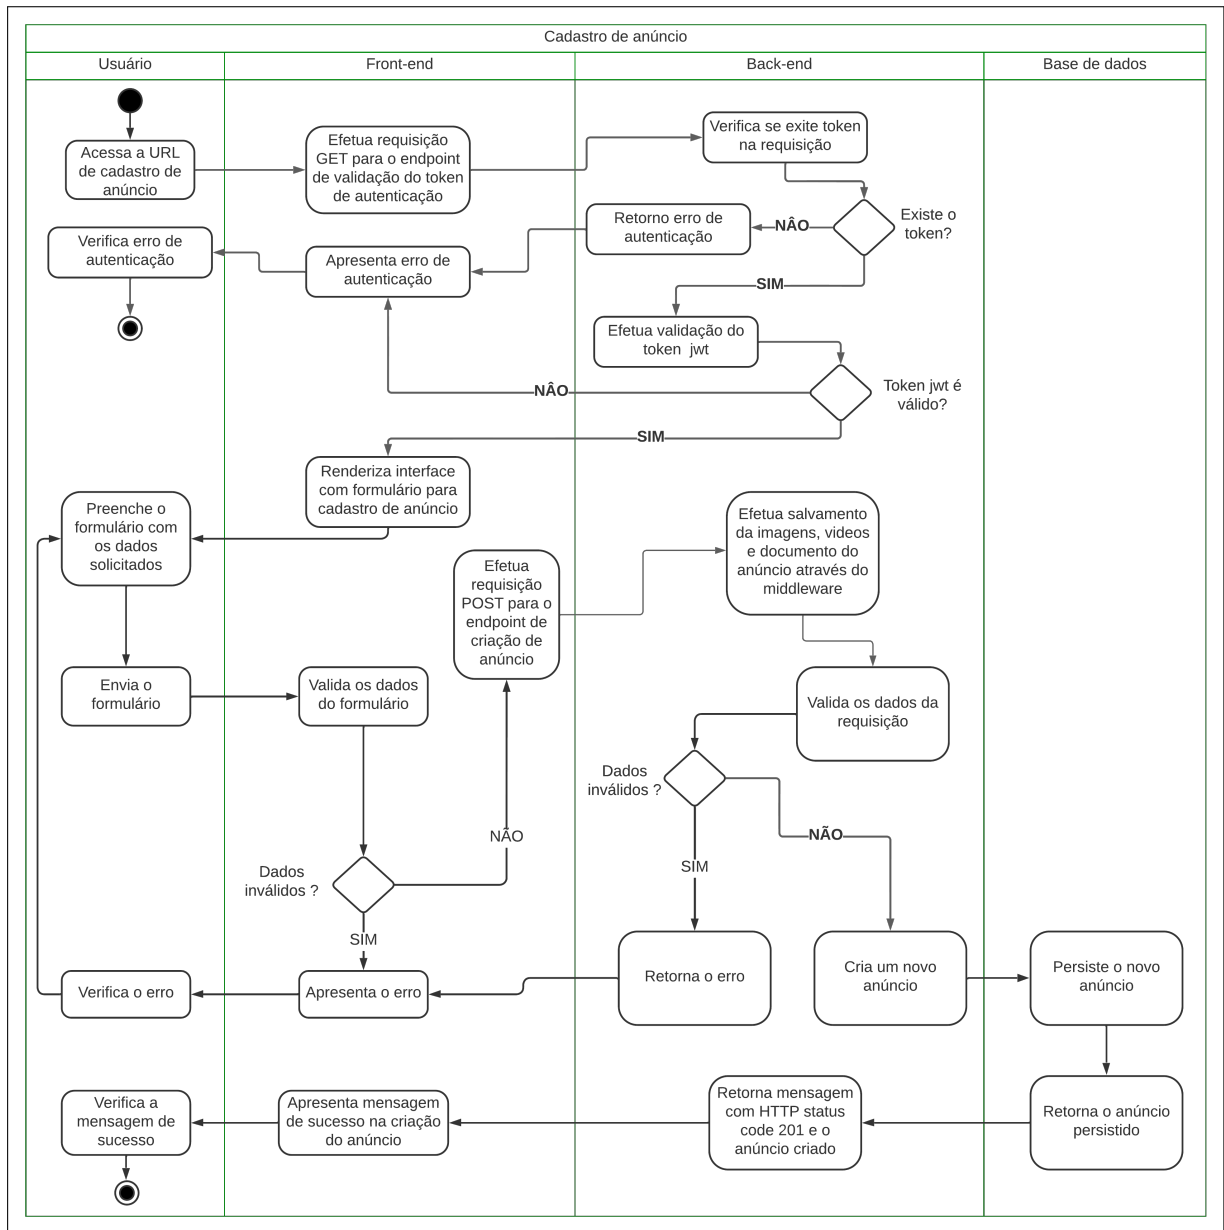 Cadastro de anúncio
Usuário
Front-end
Back-end
Base de dados
Acessa a URL
de cadastro de
anúncio
Efetua requisição
GET para o endpoint
de validação do token
de autenticação
Verifica se exite token
na requisição
Existe o
token?
NÂO
Retorno erro de
autenticação
Apresenta erro de
autenticação
Verifica erro de
autenticação
SIM
Efetua validação do
token  jwt
Token jwt é
válido?
NÂO
SIM
Renderiza interface
com formulário para
cadastro de anúncio
Preenche o
formulário com
os dados
solicitados
Envia o
formulário
Valida os dados
do formulário
Dados
inválidos ?
NÃO
SIM
Efetua
requisição
POST para o
endpoint de
criação de
anúncio
Efetua salvamento
da imagens, videos
e documento do
anúncio através do
middleware
Valida os dados da
requisição
Dados
inválidos ?
NÃO
SIM
Retorna o erro
Apresenta o erro
Verifica o erro
Cria um novo
anúncio
Persiste o novo
anúncio
Retorna o anúncio
persistido
Retorna mensagem
com HTTP status
code 201 e o
anúncio criado
Apresenta mensagem
de sucesso na criação
do anúncio
Verifica a
mensagem de
sucesso